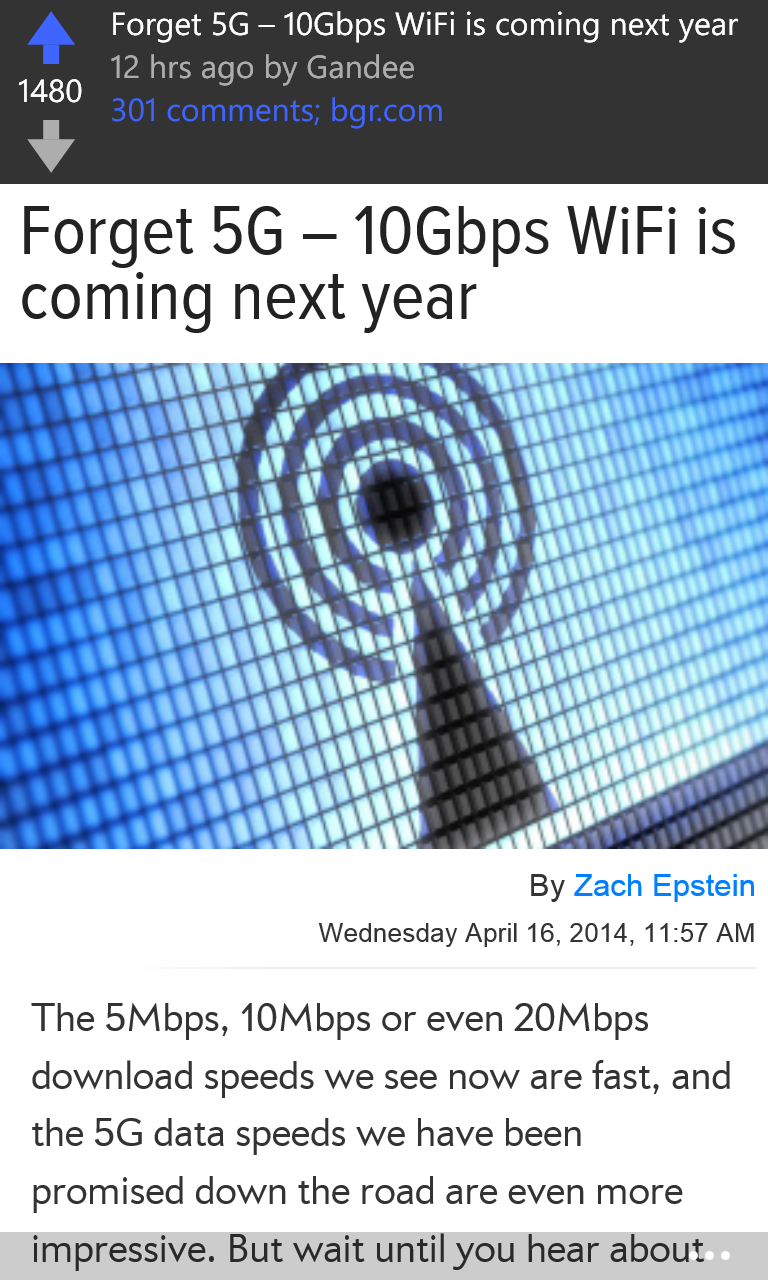 Forget 5G – 10Gbps WiFi is coming next year
12 hrs ago by Gandee
1480
301 comments; bgr.com
Forget 5G – 10Gbps WiFi is
coming next year
By Zach Epstein
Wednesday April 16, 2014, 11:57 AM
The 5Mbps, 10Mbps or even 20Mbps
download speeds we see now are fast, and
the 5G data speeds we have been
promised down the road are even more
impressive. But wait until you hear about